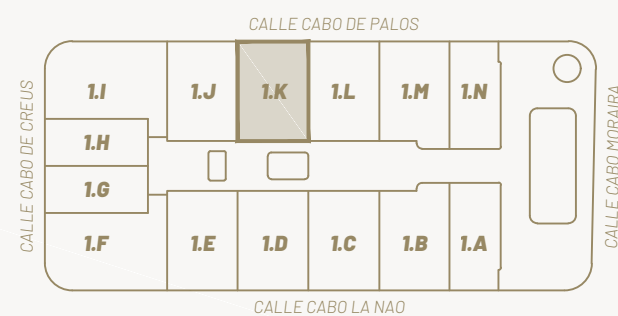 CALLE CABO DE PALOS
1.I
1.J
1.K
1.L
1.M
1.N
1.H
1.G
1.F
1.E
1.D
1.C
1.B
1.A
CALLE CABO DE CREUS
CALLE CABO MORAIRA
CALLE CABO LA NAO